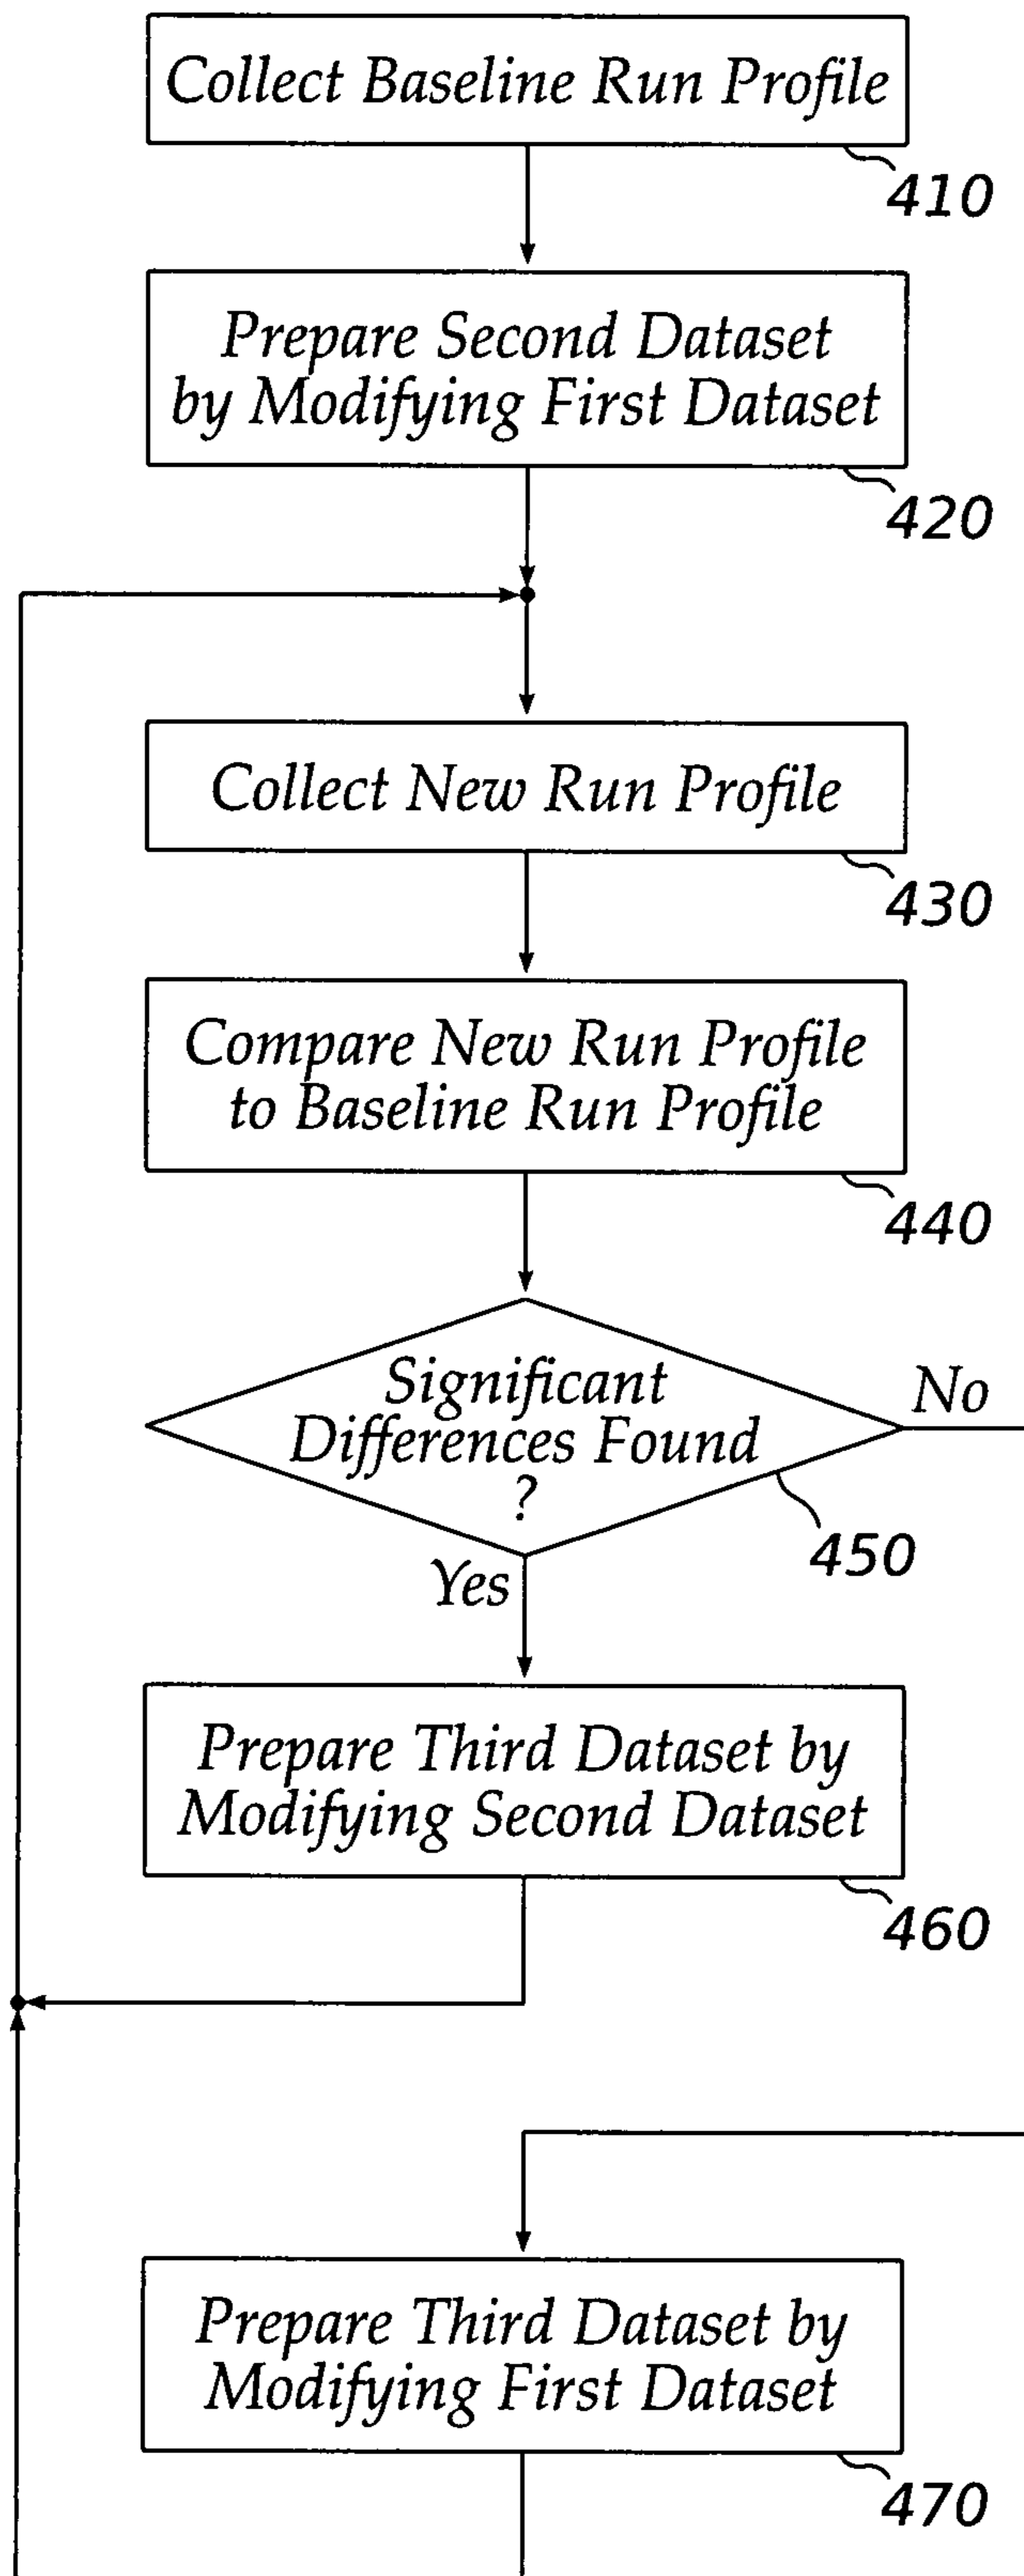 Collect Baseline Run Profile
410
Prepare Second Dataset
by Modifying First Dataset
420
Collect New Run Profile
430
Compare New Run Profile
to Baseline Run Profile
440
Significant
Differences Found
?
No
450
Yes
Prepare Third Dataset by
Modifying Second Dataset
460
Prepare Third Dataset by
Modifying First Dataset
470